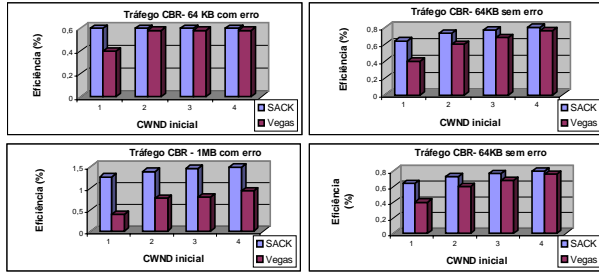 Tráfego CBR- 64 KB com erro
Eficiência (%)
0,6
0,4
0,2
0
1 2 3 4
CWND inicial
SACK
Vegas
Tráfego CBR- 64KB sem erro
Eficiência (%)
0,8
0,6
0,4
0,2
0
1 2 3 4
CWND inicial
SACK
Vegas
Tráfego CBR - 1MB com erro
Eficiência (%)
1,5
1
0,5
0
1 2 3 4
CWND inicial
SACK
Vegas
Tráfego CBR- 64KB sem erro
Eficiência
(%)
0,8
0,6
0,4
0,2
0
1 2 3 4
CWND inicial
SACK
Vegas